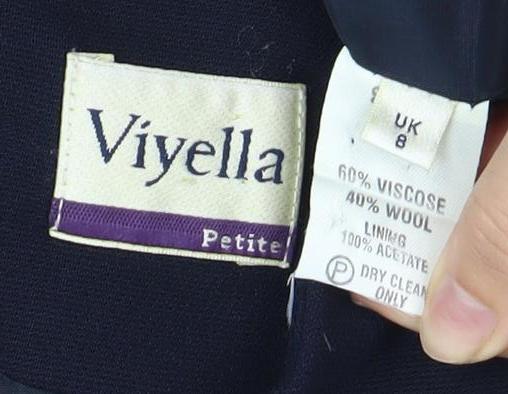 Viyella
Petite
UK
8
60% VISCOSE
40% WOOL
LINING
100% ACETATE
P DRY CLEAN
ONLY